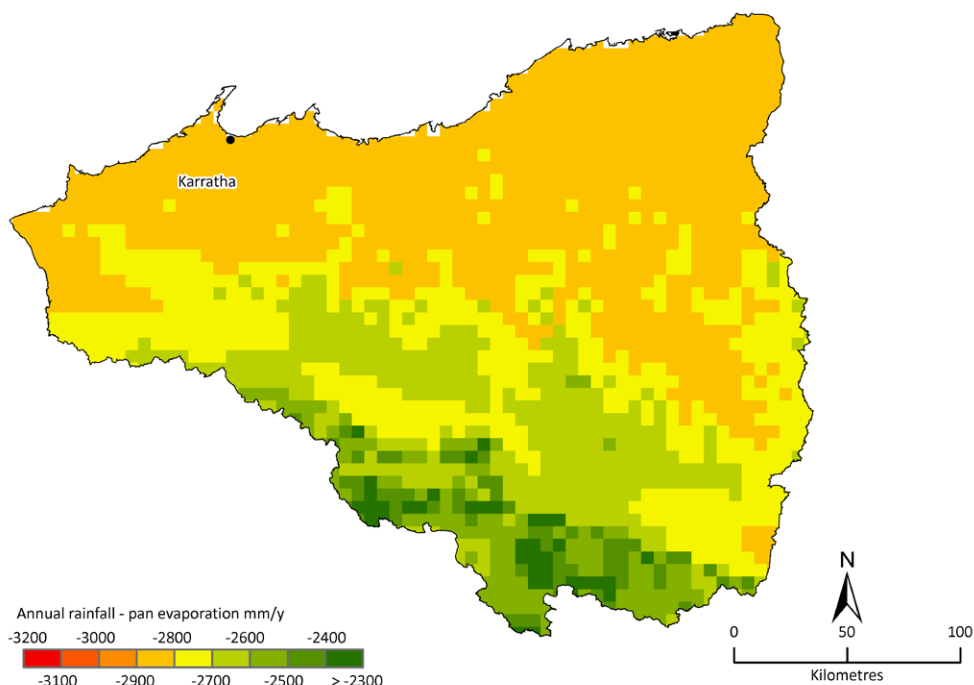 Karratha
N
Annual rainfall - pan evaporation mm/y
-3200 -3000 -2800 -2600 -2400
-3100 -2900 -2700 -2500 > -2300
0 50 100
Kilometres